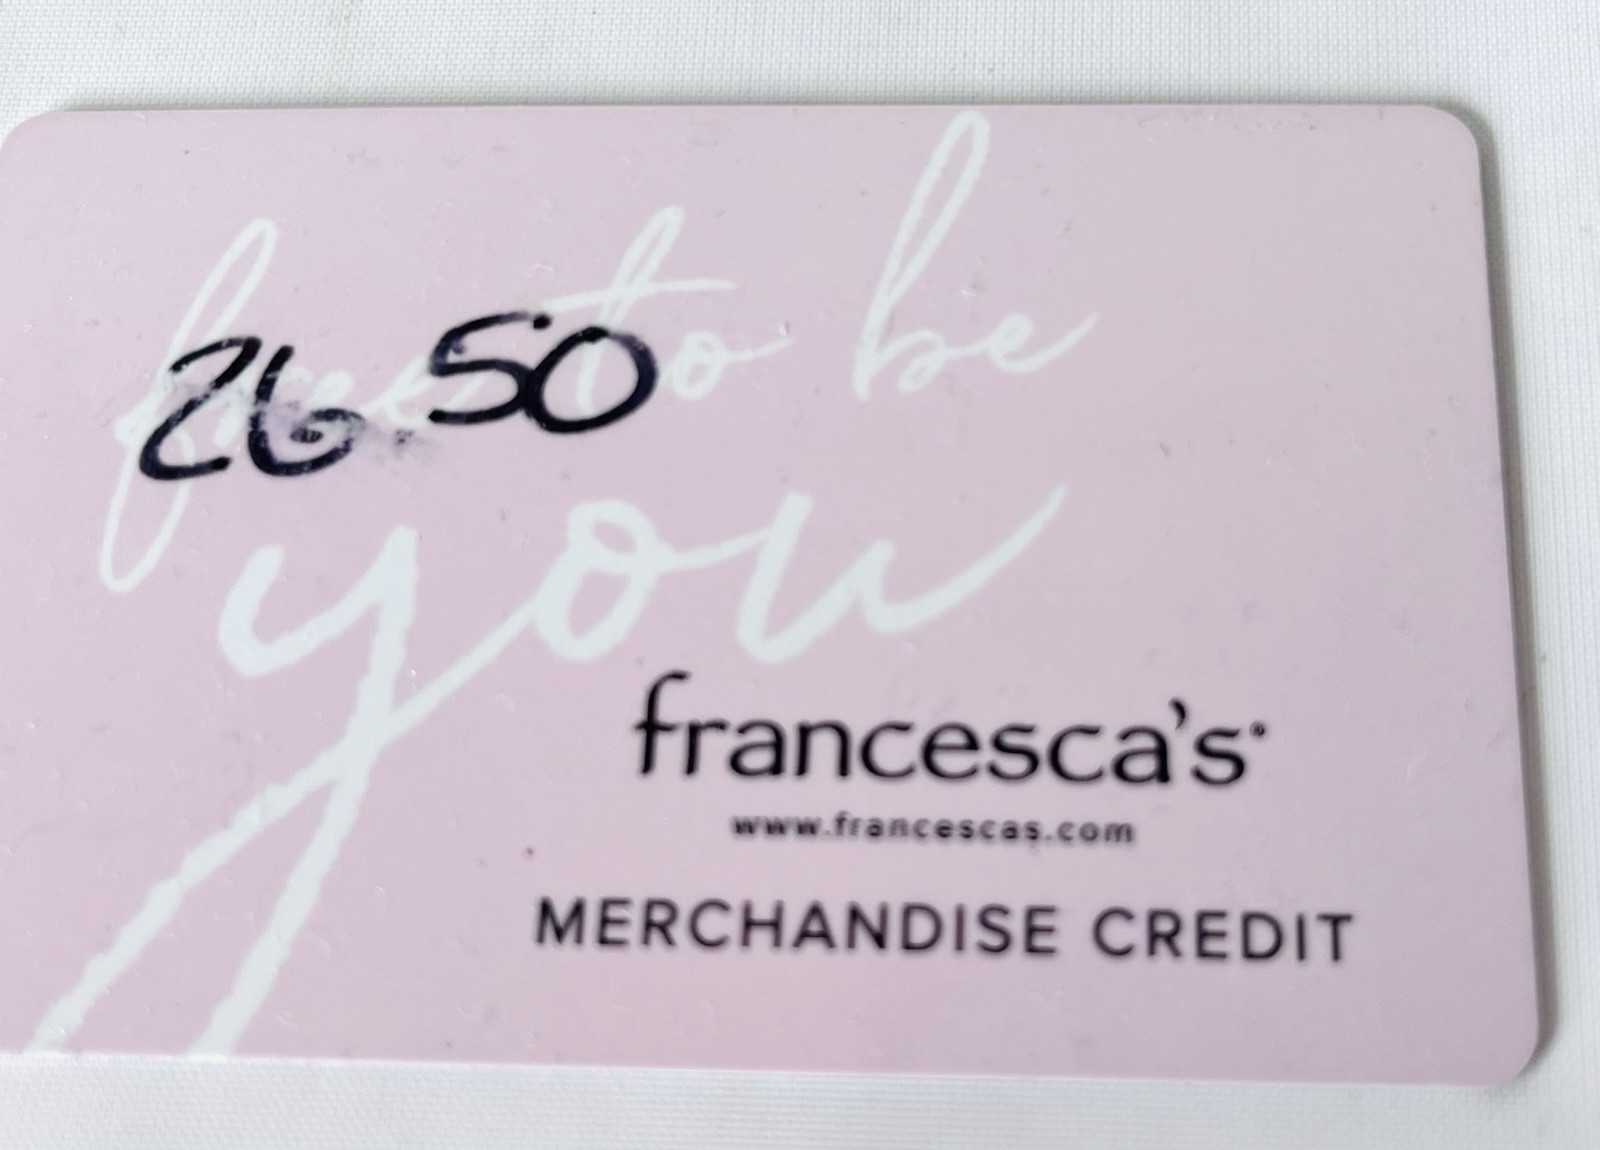 free to be
26.50
you
francesca's®
www.francescas.com
MERCHANDISE CREDIT